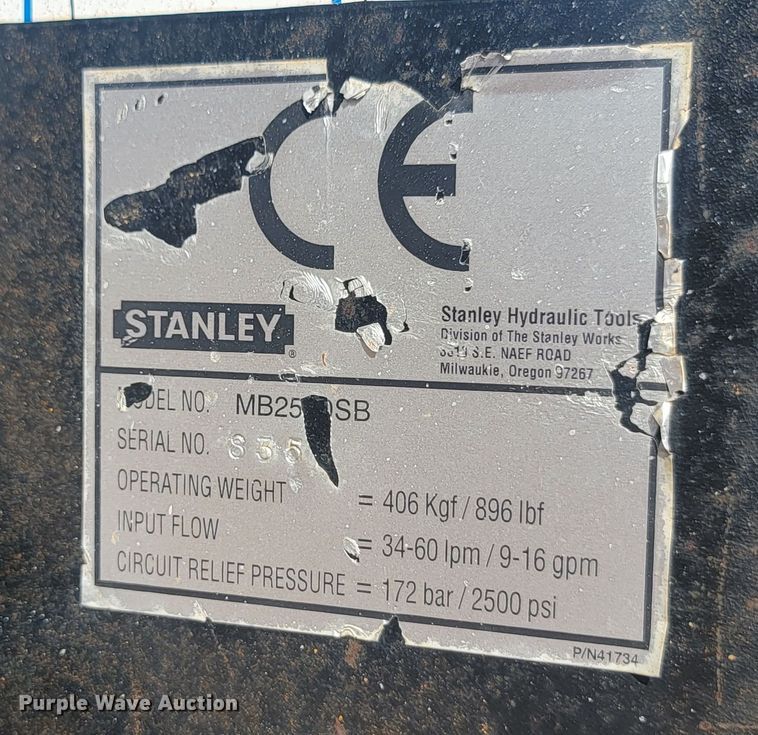 CE
STANLEY®
Stanley Hydraulic Tools
Division of The Stanley Works
S.E. NAEF ROAD
Milwaukie, Oregon 97267
MODEL NO.
SERIAL NO.
OPERATING WEIGHT = 406 Kgf / 896 lbf
INPUT FLOW = 34-60 lpm / 9-16 gpm
CIRCUIT RELIEF PRESSURE = 172 bar / 2500 psi
P/N41734
Purple Wave Auction